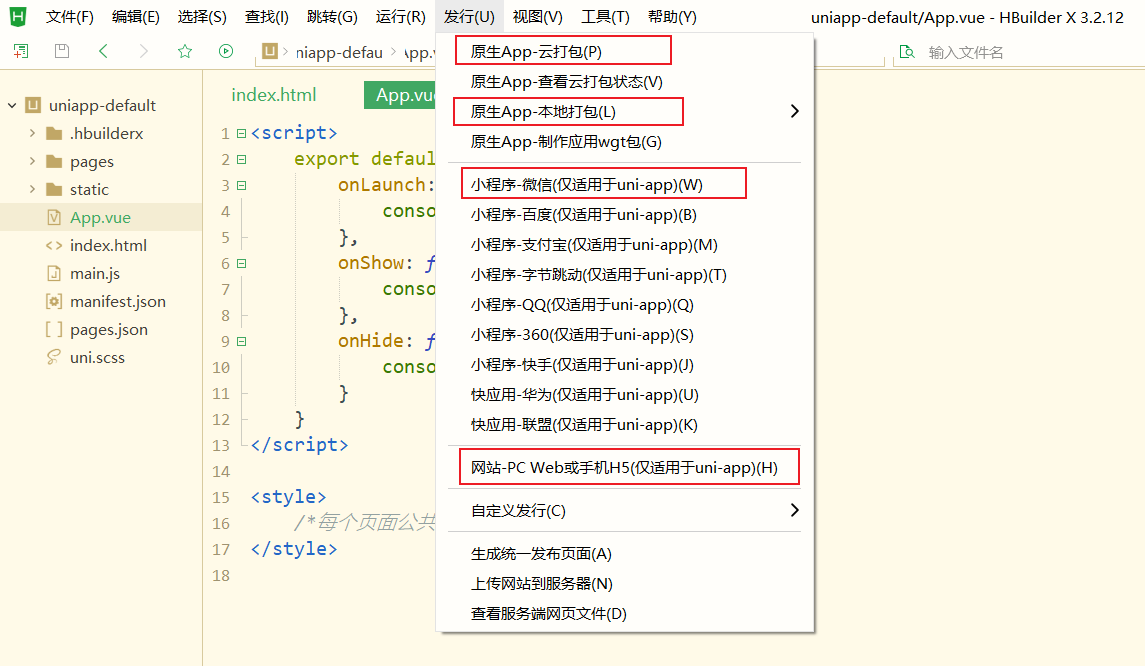 文件(F) 编辑(E) 选择(S) 查找(I) 跳转(G) 运行(R) 发行(U) 视图(V) 工具(T) 帮助(Y) uniapp-default/App.vue - HBuilder X 3.2.12
U niapp-defau App. 输入文件名
uniapp-default
.hbuilderx
pages
static
App.vue
index.html
main.js
manifest.json
pages.json
uni.scss
index.html App.vue
1 <script>
2 export defaul
3 onLaunch:
4 conso
5 },
6 onShow: f
7 conso
8 },
9 onHide: f
10 conso
11 }
12 }
13 </script>
14
15 <style>
16 /*每个页面公共
17 </style>
18
原生App-云打包(P)
原生App-查看云打包状态(V)
原生App-本地打包(L)
原生App-制作应用wgt包(G)
小程序-微信(仅适用于uni-app)(W)
小程序-百度(仅适用于uni-app)(B)
小程序-支付宝(仅适用于uni-app)(M)
小程序-字节跳动(仅适用于uni-app)(T)
小程序-QQ(仅适用于uni-app)(Q)
小程序-360(仅适用于uni-app)(S)
小程序-快手(仅适用于uni-app)(J)
快应用-华为(仅适用于uni-app)(U)
快应用-联盟(仅适用于uni-app)(K)
网站-PC Web或手机H5(仅适用于uni-app)(H)
自定义发行(C)
生成统一发布页面(A)
上传网站到服务器(N)
查看服务端网页文件(D)